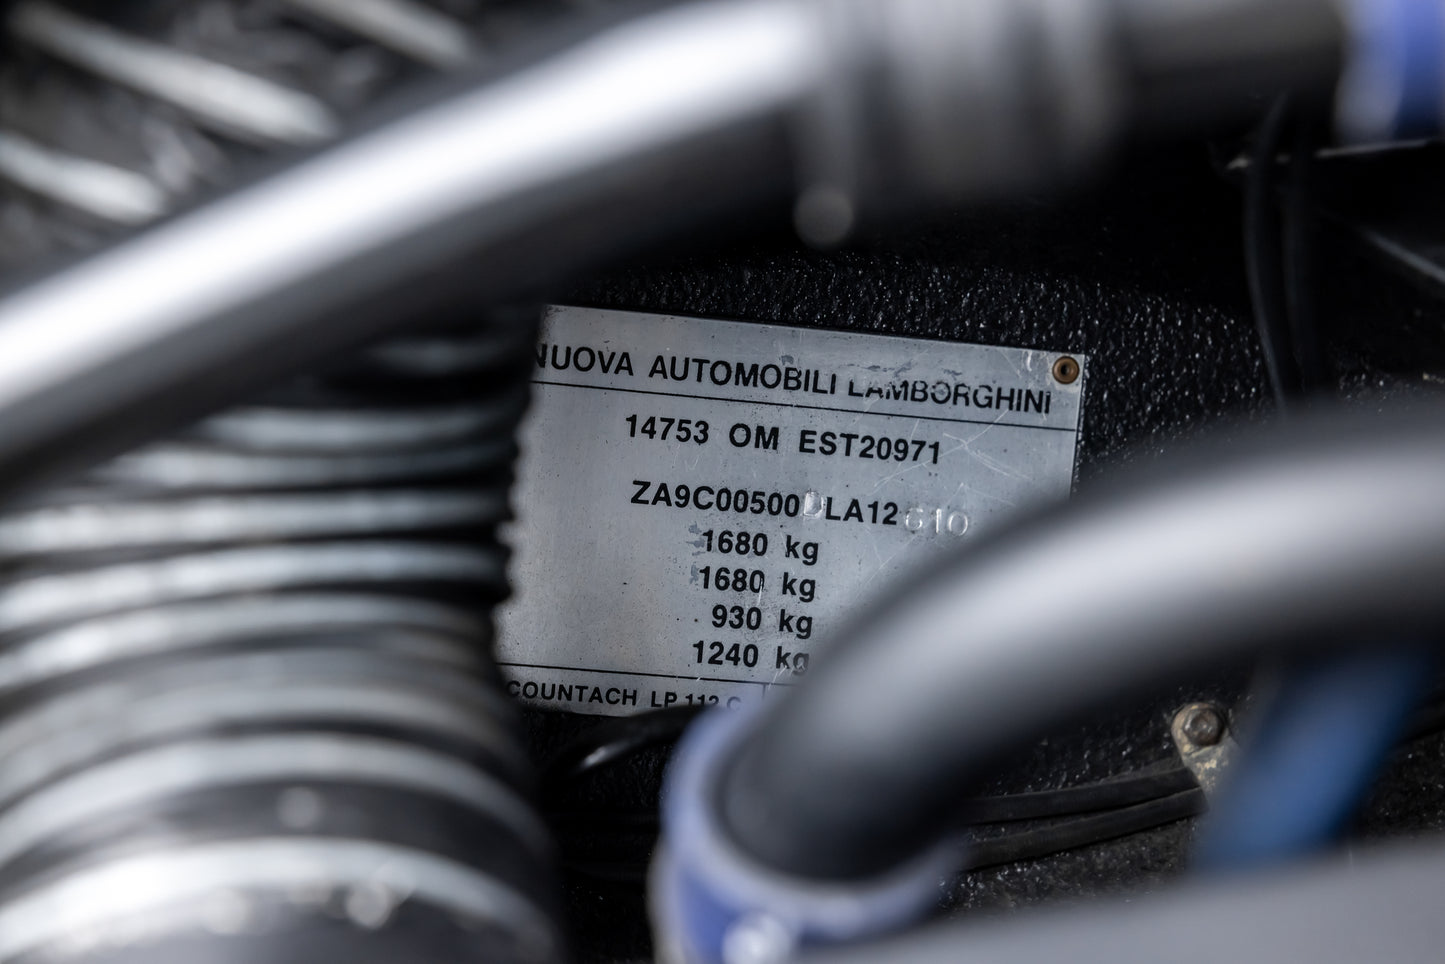 NUOVA AUTOMOBILI LAMBORGHINI
14753 OM EST20971
ZA9C00500DLA12610
1680 kg
1680 kg
930 kg
1240 kg
COUNTACH LP 112 C